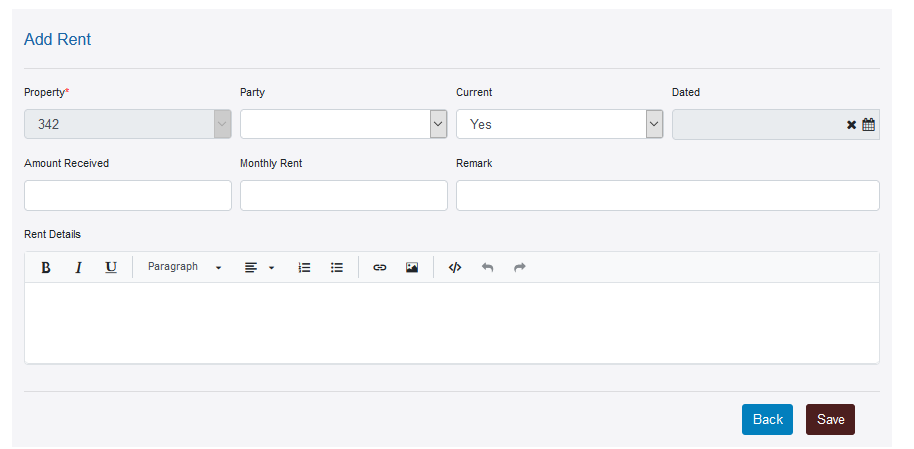 Add Rent
Property* Party Current Dated
342 Yes
Amount Received Monthly Rent Remark
Rent Details
B I U Paragraph
Back Save